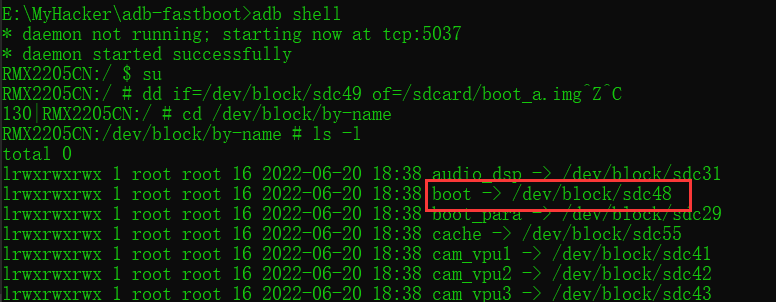 E:\MyHacker\adb-fastboot>adb shell
* daemon not running; starting now at tcp:5037
* daemon started successfully
RMX2205CN:/ $ su
RMX2205CN:/ # dd if=/dev/block/sdc49 of=/sdcard/boot_a.img^Z^C
130|RMX2205CN:/ # cd /dev/block/by-name
RMX2205CN:/dev/block/by-name # ls -l
total 0
lrwxrwxrwx 1 root root 16 2022-06-20 18:38 audio_dsp -> /dev/block/sdc31
lrwxrwxrwx 1 root root 16 2022-06-20 18:38 boot -> /dev/block/sdc48
lrwxrwxrwx 1 root root 16 2022-06-20 18:38 boot_para -> /dev/block/sdc29
lrwxrwxrwx 1 root root 16 2022-06-20 18:38 cache -> /dev/block/sdc55
lrwxrwxrwx 1 root root 16 2022-06-20 18:38 cam_vpu1 -> /dev/block/sdc41
lrwxrwxrwx 1 root root 16 2022-06-20 18:38 cam_vpu2 -> /dev/block/sdc42
lrwxrwxrwx 1 root root 16 2022-06-20 18:38 cam_vpu3 -> /dev/block/sdc43